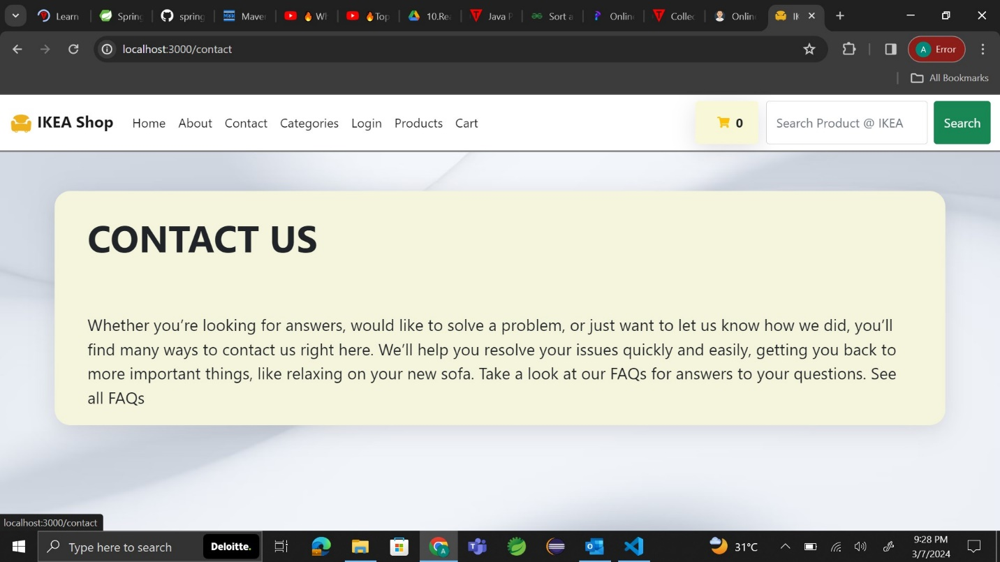 Learn
Spring
spring
Maven
🔥Top
10.Re
Java P
Sort a
Onlin
Collec
Onlin
localhost:3000/contact
A Error
All Bookmarks
IKEA Shop Home About Contact Categories Login Products Cart 0 Search Product @ IKEA Search
CONTACT US
Whether you’re looking for answers, would like to solve a problem, or just want to let us know how we did, you’ll
find many ways to contact us right here. We’ll help you resolve your issues quickly and easily, getting you back to
more important things, like relaxing on your new sofa. Take a look at our FAQs for answers to your questions. See
all FAQs
localhost:3000/contact
Type here to search Deloitte. 31°C
9:28 PM
3/7/2024